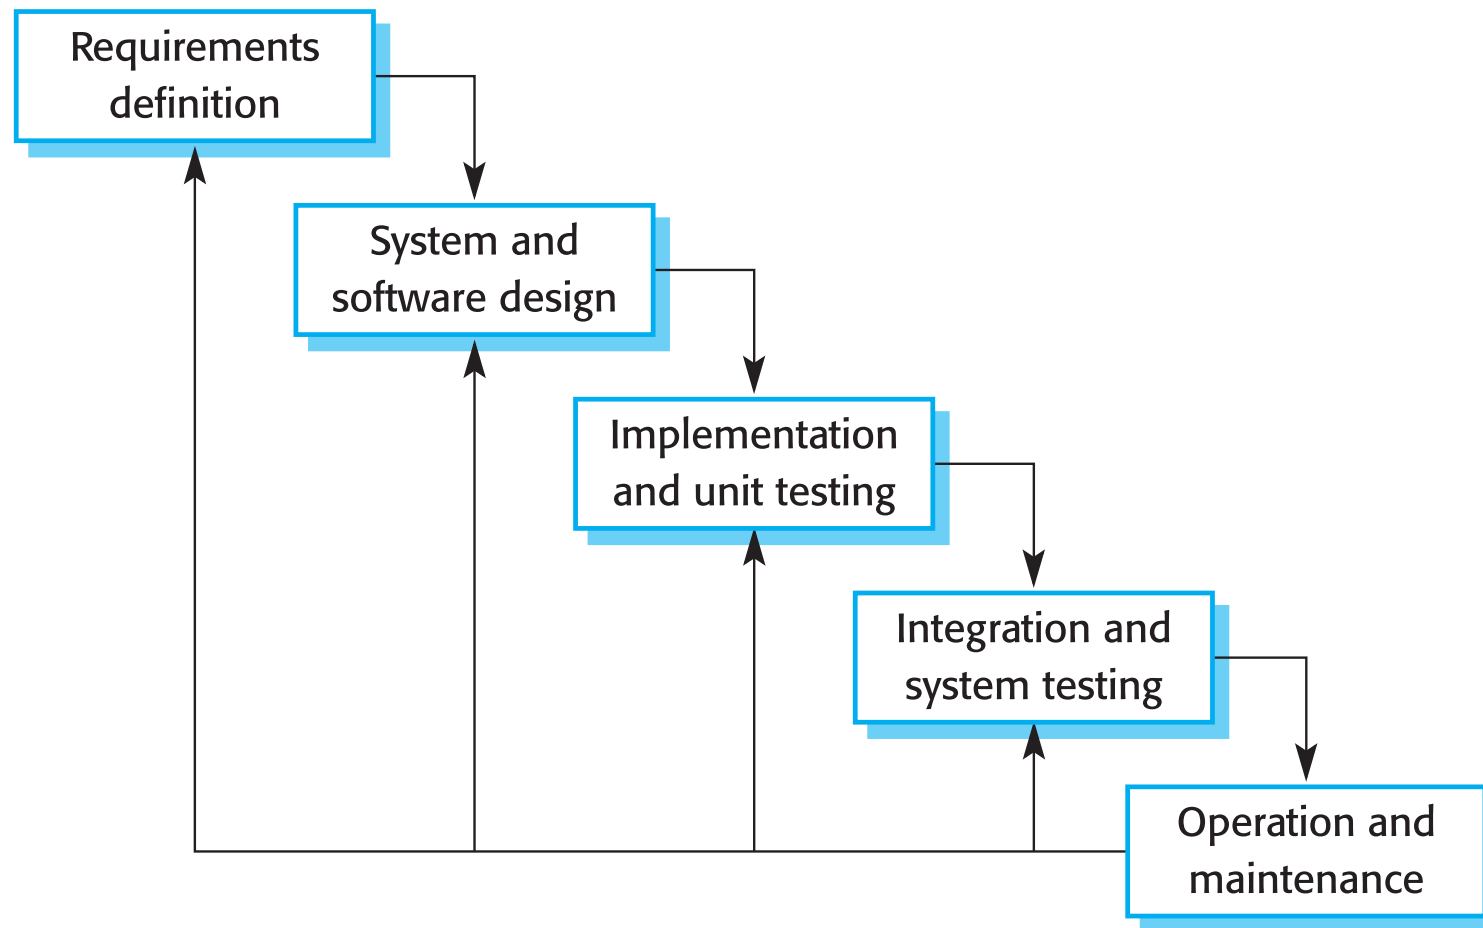 Requirements
definition
System and
software design
Implementation
and unit testing
Integration and
system testing
Operation and
maintenance